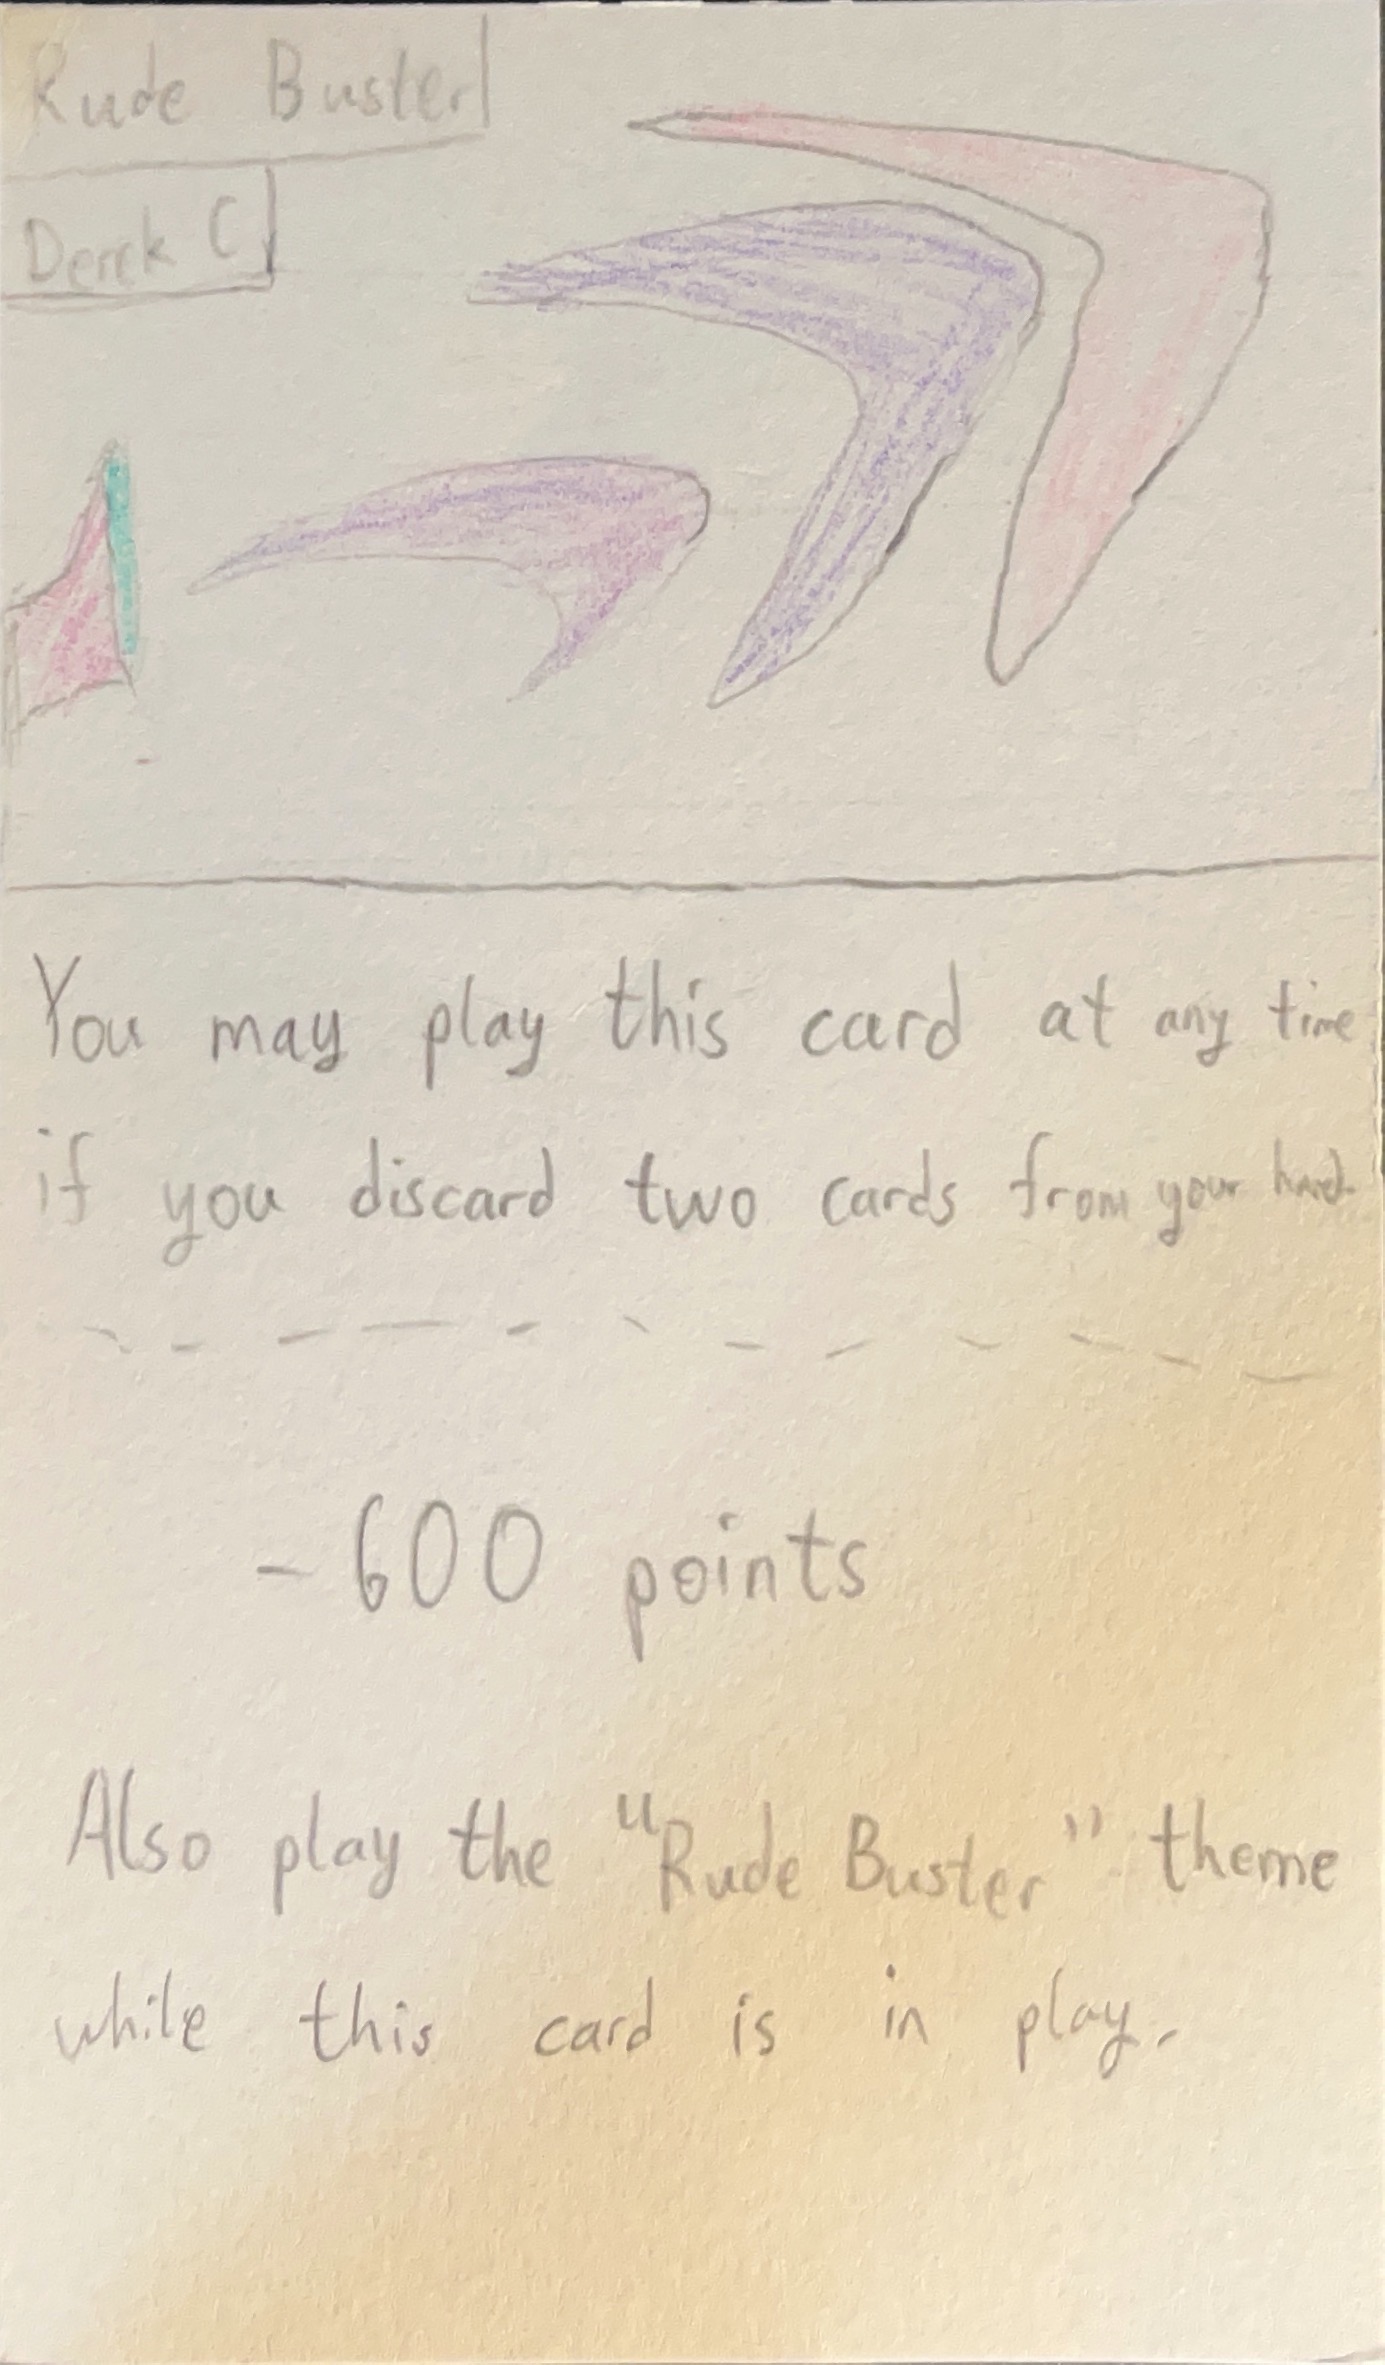 Rude Buster
Derek C
You may play this card at any time
if you discard two cards from your hand.
- 600 points
Also play the "Rude Buster" theme
while this card is in play.